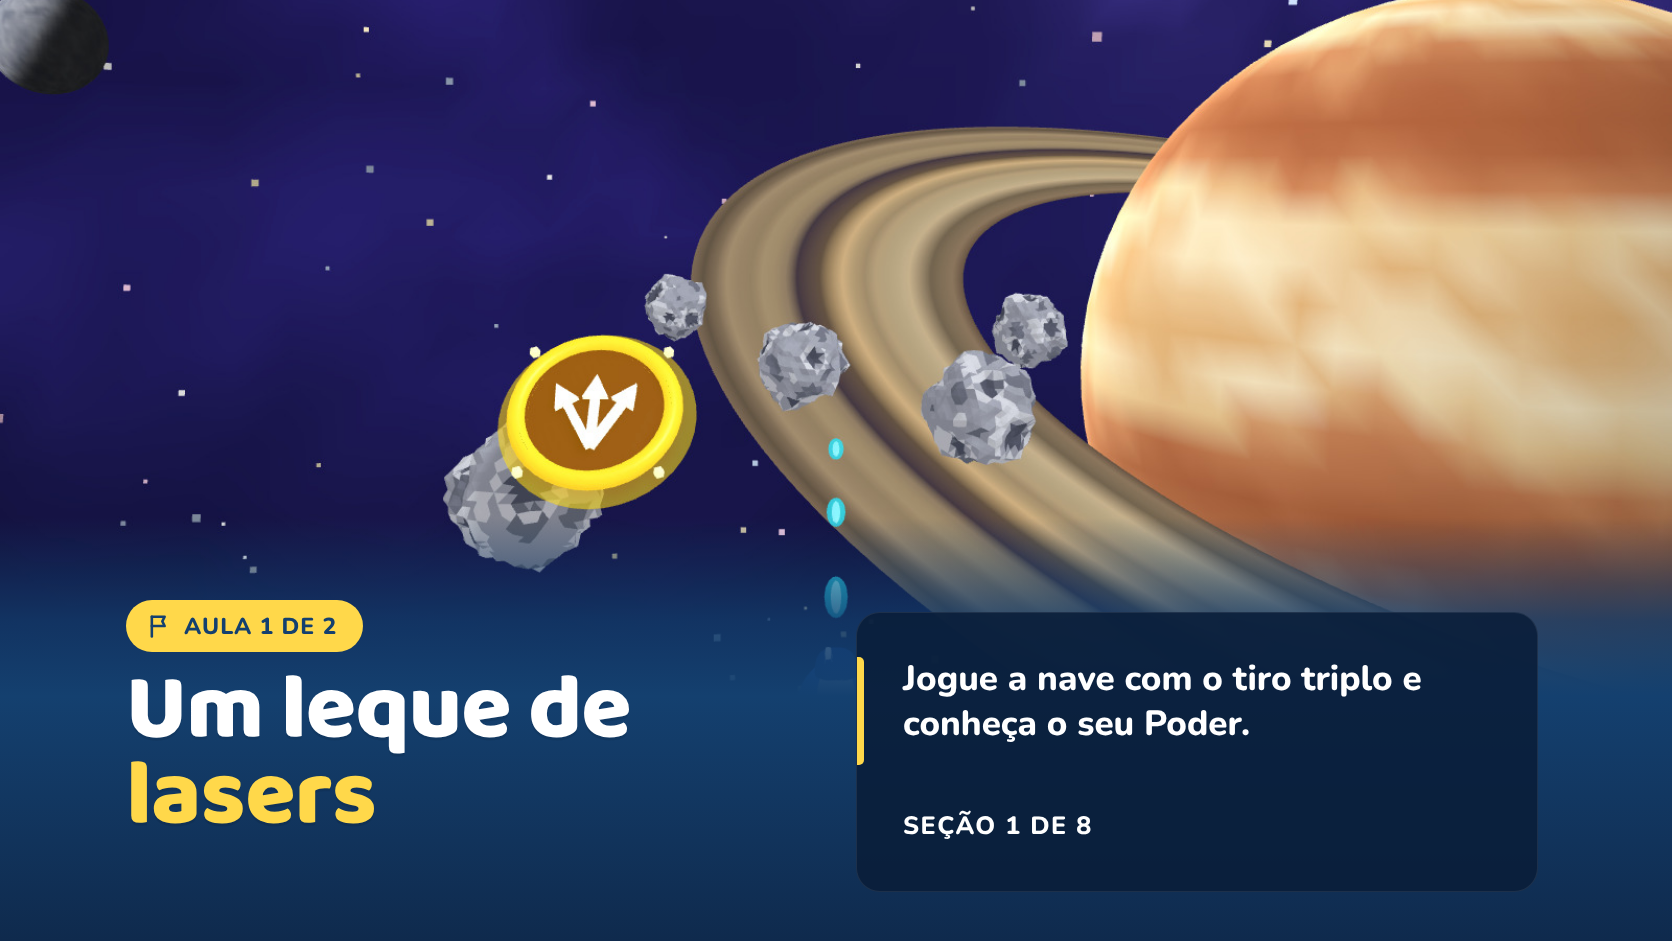 AULA 1 DE 2
Um leque de
lasers
Jogue a nave com o tiro triplo e
conheça o seu Poder.
SEÇÃO 1 DE 8